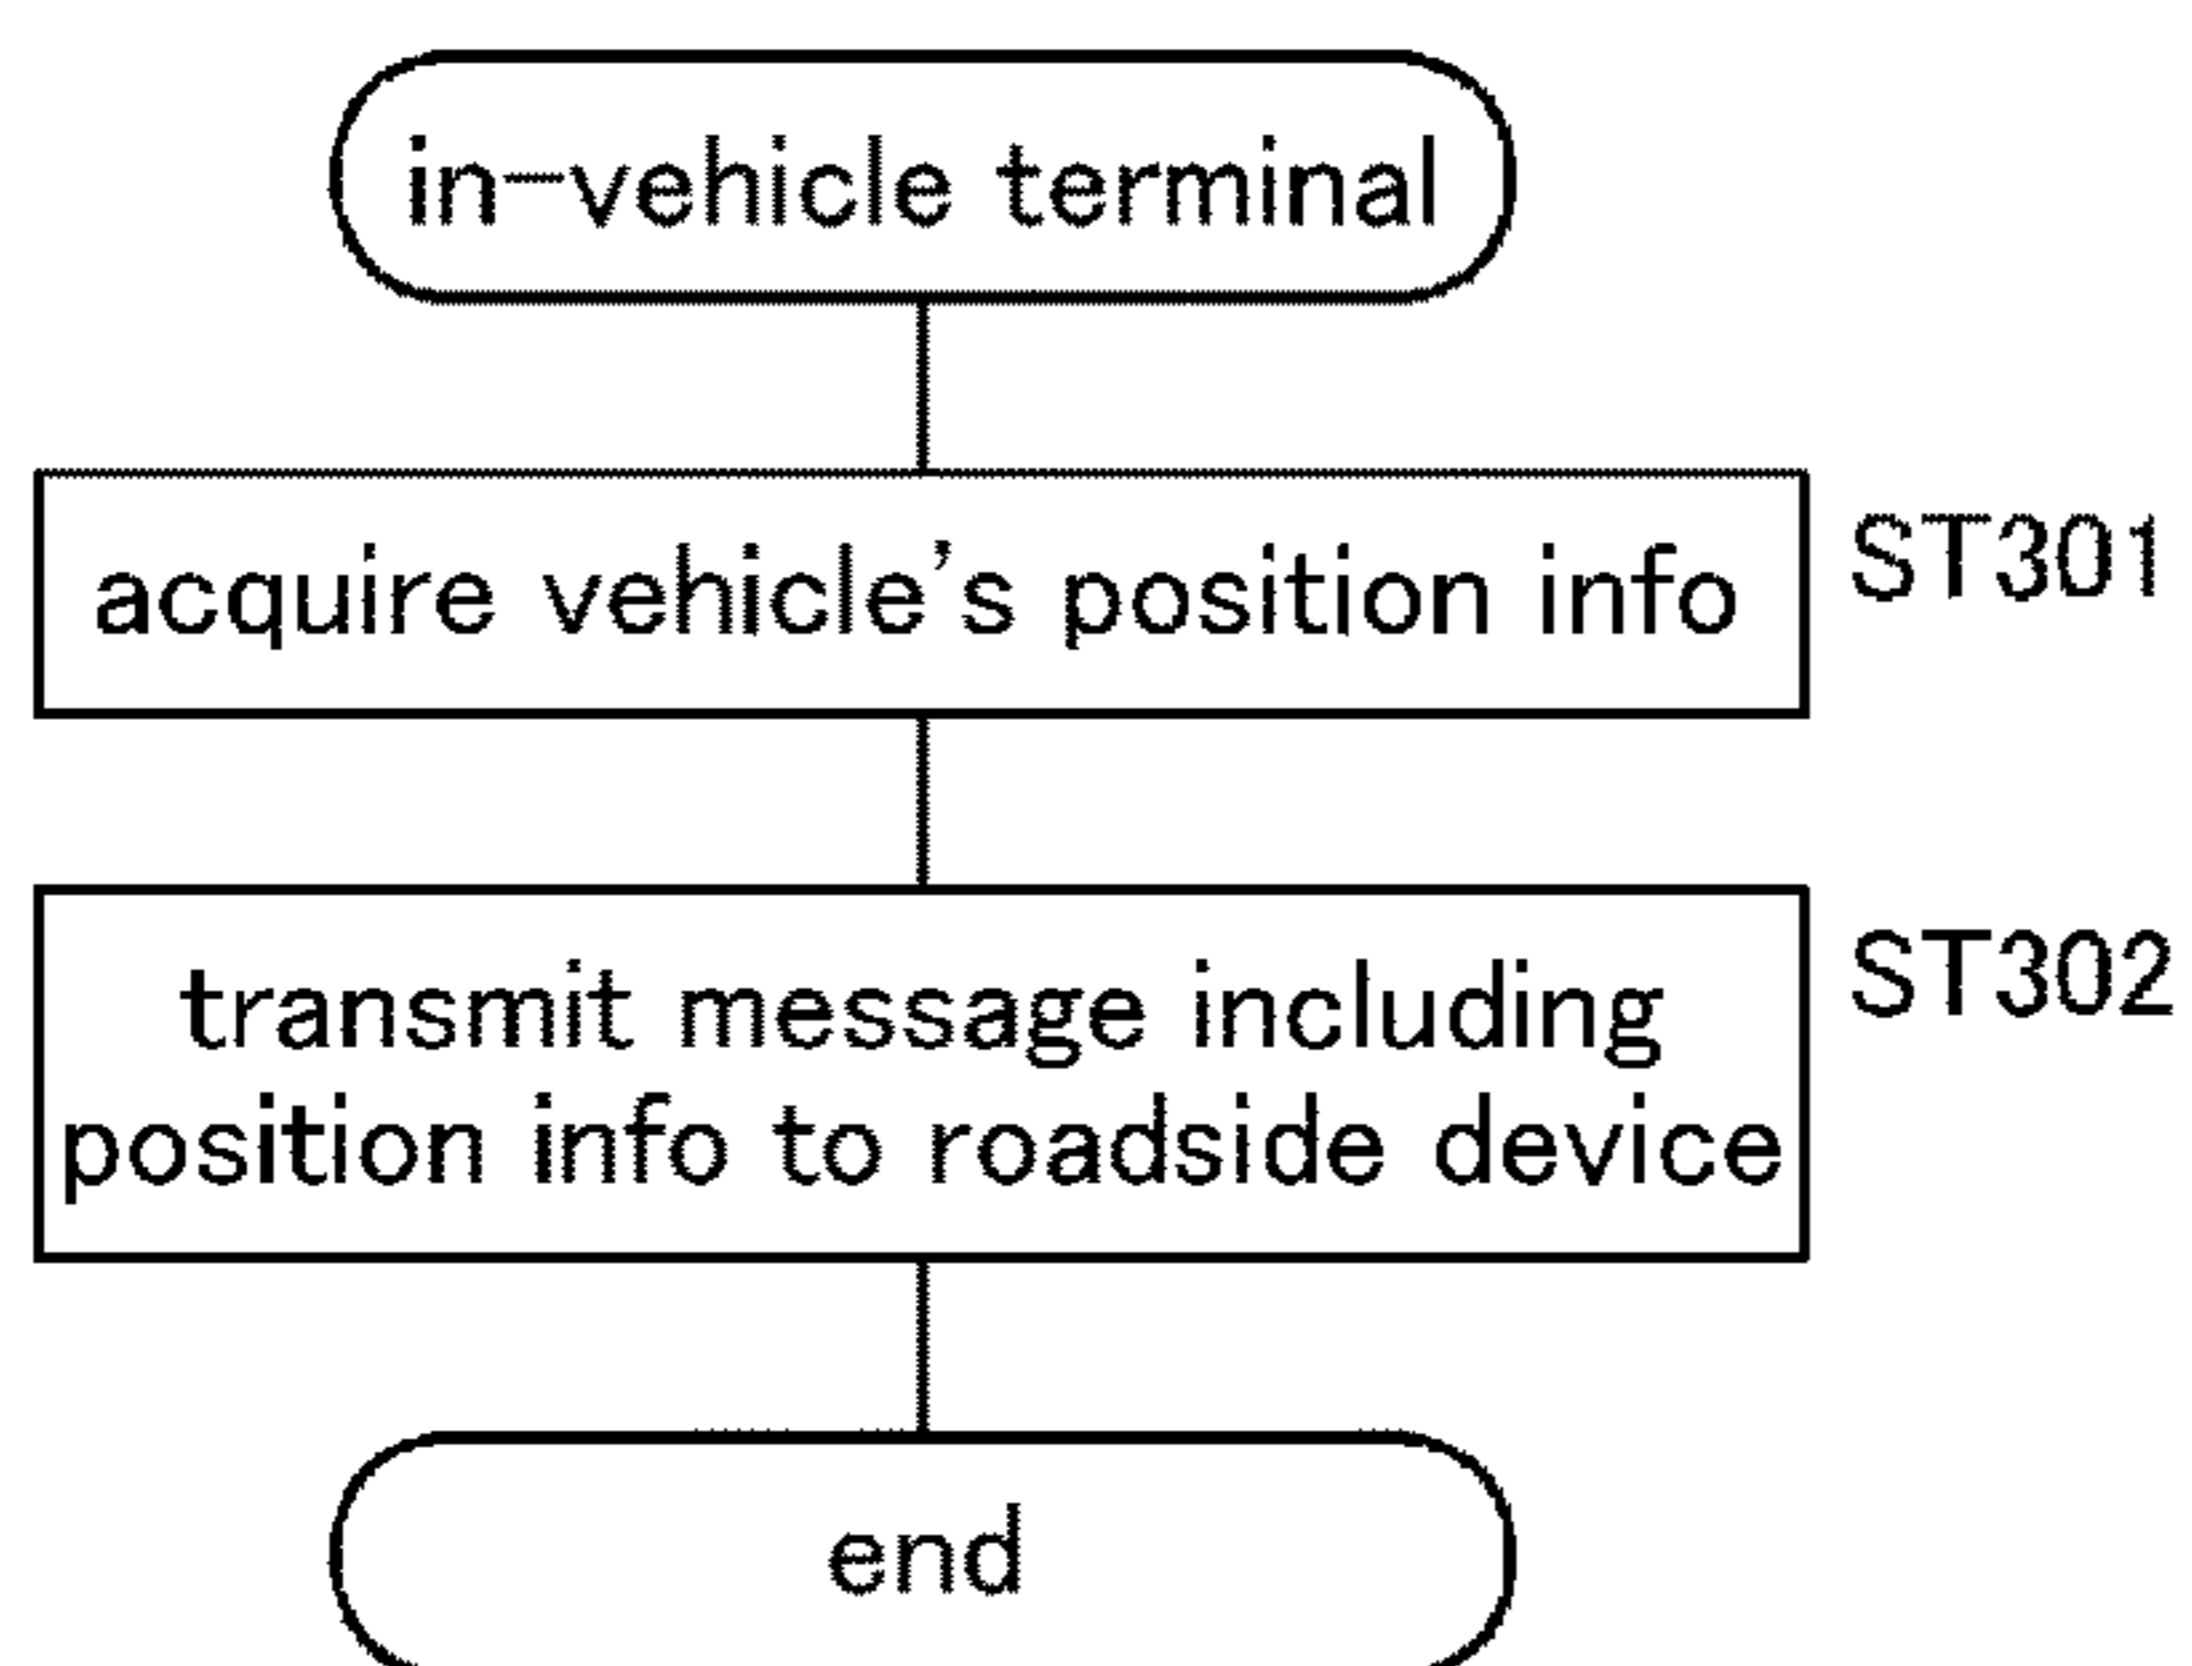 in-vehicle terminal
acquire vehicle's position info
ST301
transmit message including
position info to roadside device
ST302
end